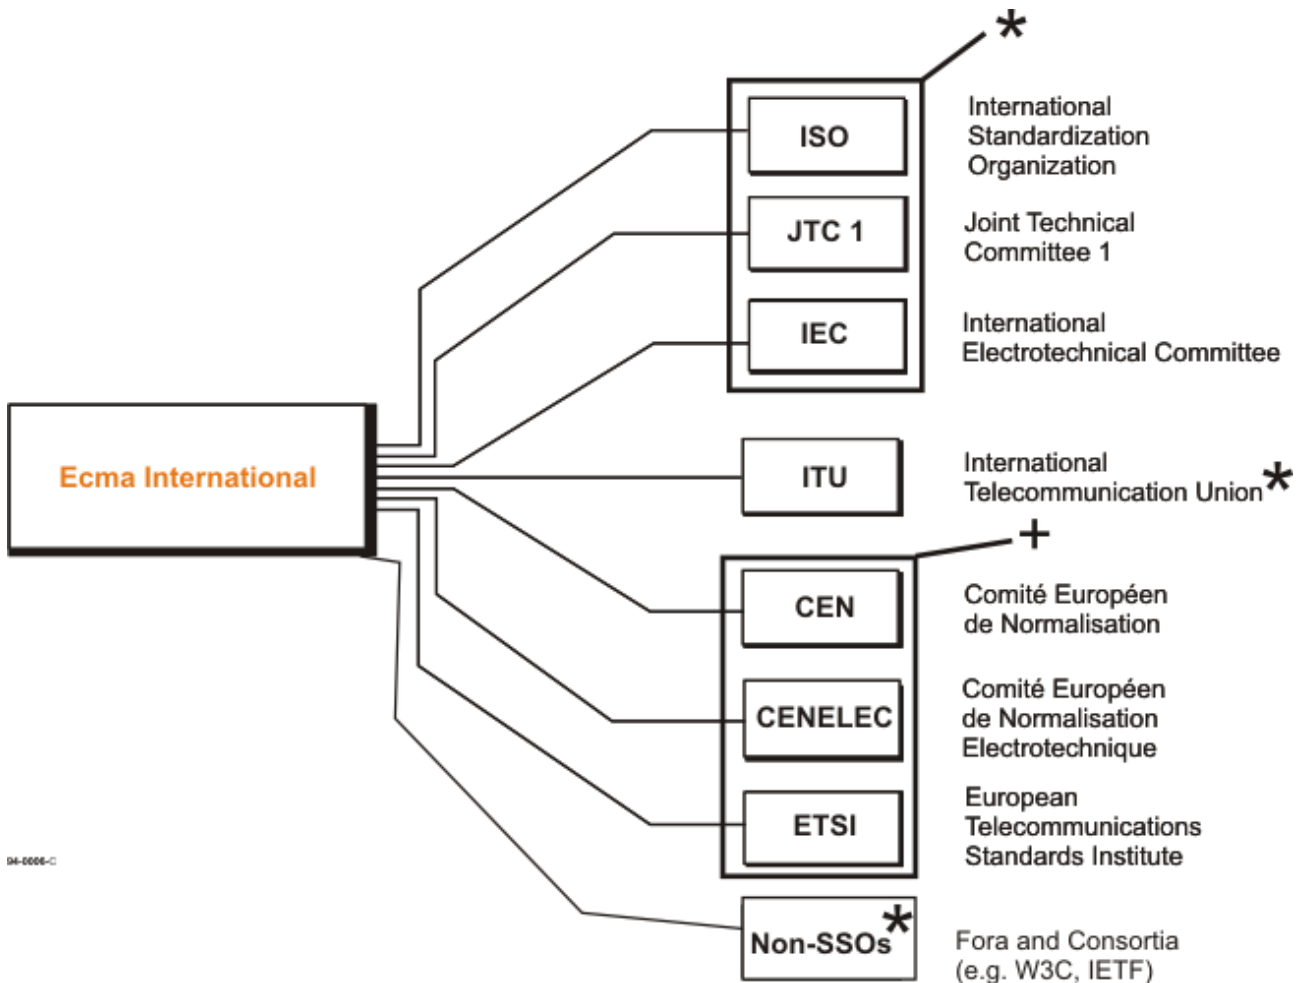 *
ISO
International
Standardization
Organization
JTC 1
Joint Technical
Committee 1
IEC
International
Electrotechnical Committee
Ecma International
ITU
International
Telecommunication Union*
+
CEN
Comité Européen
de Normalisation
CENELEC
Comité Européen
de Normalisation
Electrotechnique
ETSI
European
Telecommunications
Standards Institute
94-0006-C
Non-SSOs*
Fora and Consortia
(e.g. W3C, IETF)